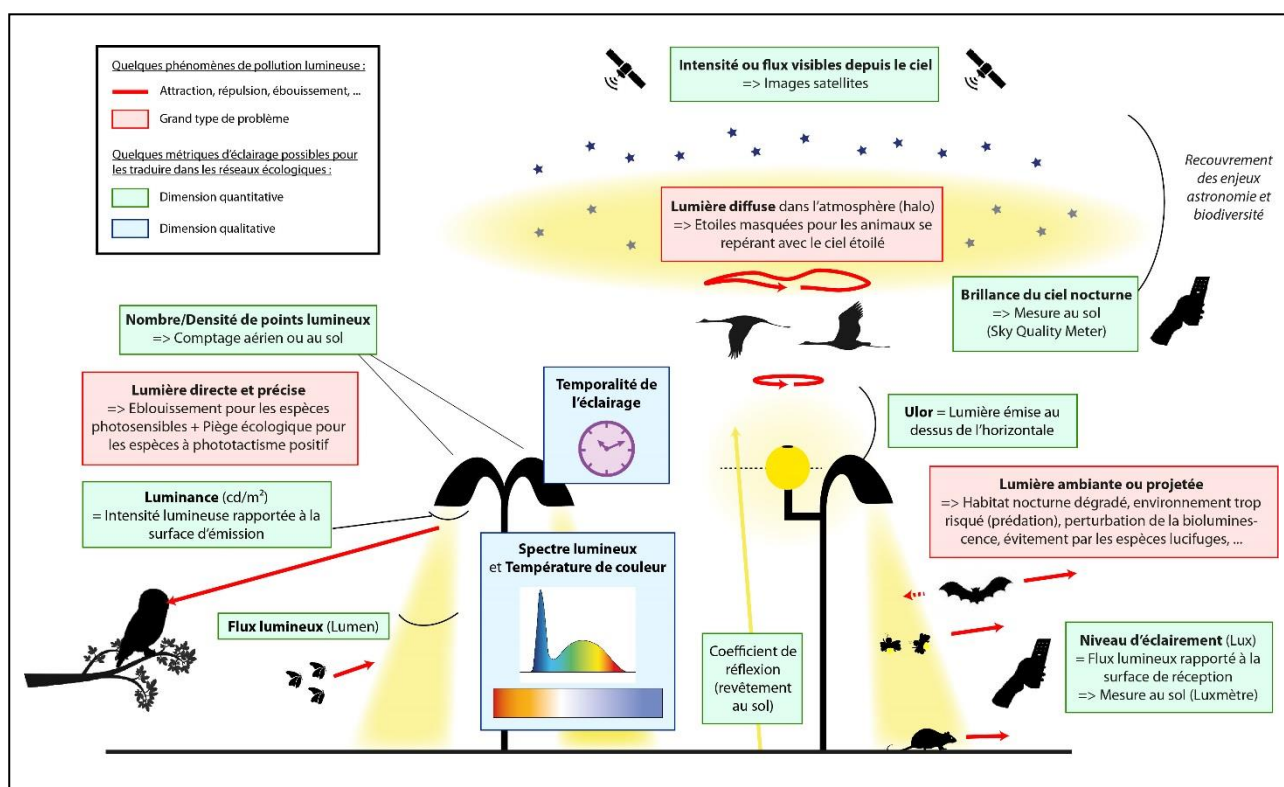 Quelques phénomènes de pollution lumineuse :
Attraction, répulsion, ébouissement, ...
Grand type de problème
Quelques métriques d'éclairage possibles pour
les traduire dans les réseaux écologiques :
Dimension quantitative
Dimension qualitative
Intensité ou flux visibles depuis le ciel
=> Images satellites
Recouvrement
des enjeux
astronomie et
biodiversité
Lumière diffuse dans l'atmosphère (halo)
=> Etoiles masquées pour les animaux se
repérant avec le ciel étoilé
Brillance du ciel nocturne
=> Mesure au sol
(Sky Quality Meter)
Nombre/Densité de points lumineux
=> Comptage aérien ou au sol
Lumière directe et précise
=> Eblouissement pour les espèces
photosensibles + Piège écologique pour
les espèces à phototactisme positif
Temporalité de
l'éclairage
Ulor = Lumière émise au
dessus de l'horizontale
Luminance (cd/m²)
= Intensité lumineuse rapportée à la
surface d'émission
Lumière ambiante ou projetée
=> Habitat nocturne dégradé, environnement trop
risqué (prédation), perturbation de la biolumines-
cence, évitement par les espèces lucifuges, ...
Spectre lumineux
et Température de couleur
Flux lumineux (Lumen)
Coefficient de
réflexion
(revêtement
au sol)
Niveau d'éclairement (Lux)
= Flux lumineux rapporté à la
surface de réception
=> Mesure au sol (Luxmètre)